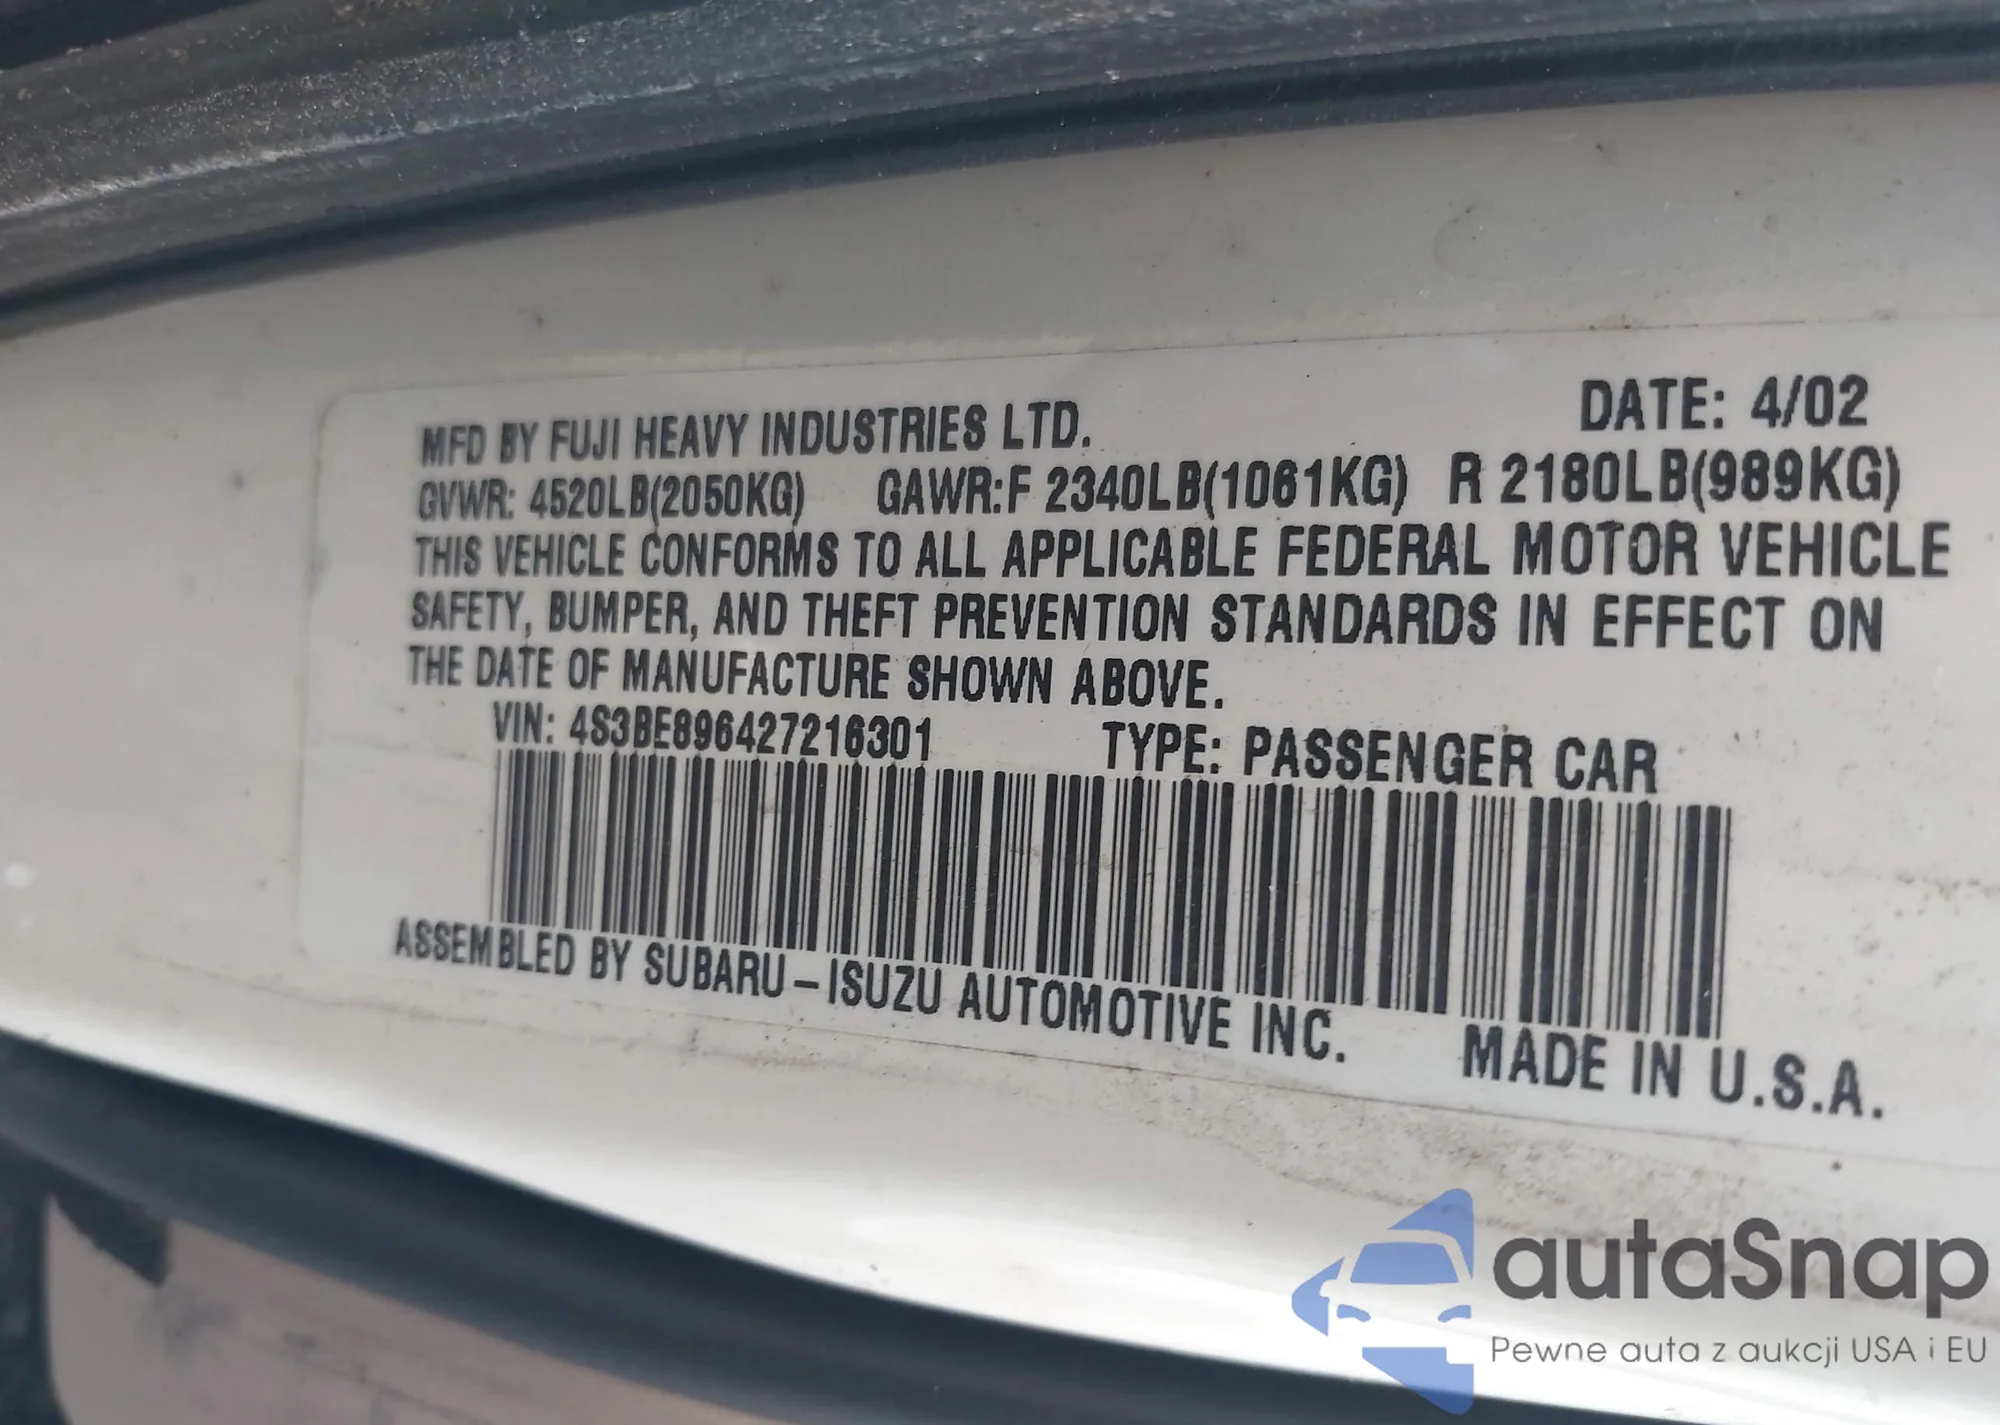 MFD BY FUJI HEAVY INDUSTRIES LTD. DATE: 4/02
GVWR: 4520LB(2050KG) GAWR:F 2340LB(1061KG) R 2180LB(989KG)
THIS VEHICLE CONFORMS TO ALL APPLICABLE FEDERAL MOTOR VEHICLE
SAFETY, BUMPER, AND THEFT PREVENTION STANDARDS IN EFFECT ON
THE DATE OF MANUFACTURE SHOWN ABOVE.
VIN: 4S3BE896427216301 TYPE: PASSENGER CAR
ASSEMBLED BY SUBARU-ISUZU AUTOMOTIVE INC. MADE IN U.S.A.
autaSnap
Pewne auta z aukcji USA i EU